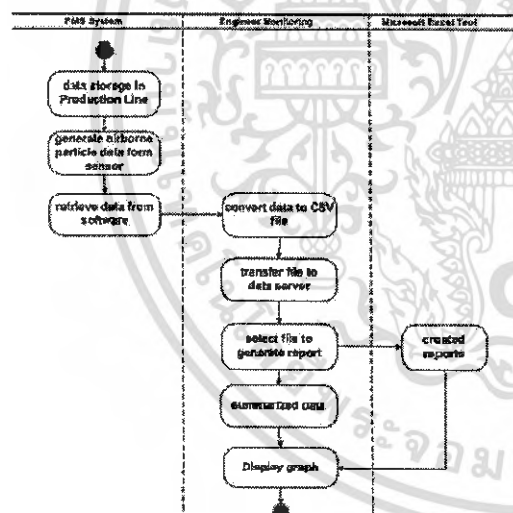 PMS System
Engineer Monitoring
Microsoft Excel Tool
data storage in
Production Line
generate airborne
particle data form
sensor
retrieve data from
software
convert data to CSV
file
transfer file to
data server
select file to
generate report
created
reports
summarized data
Display graph